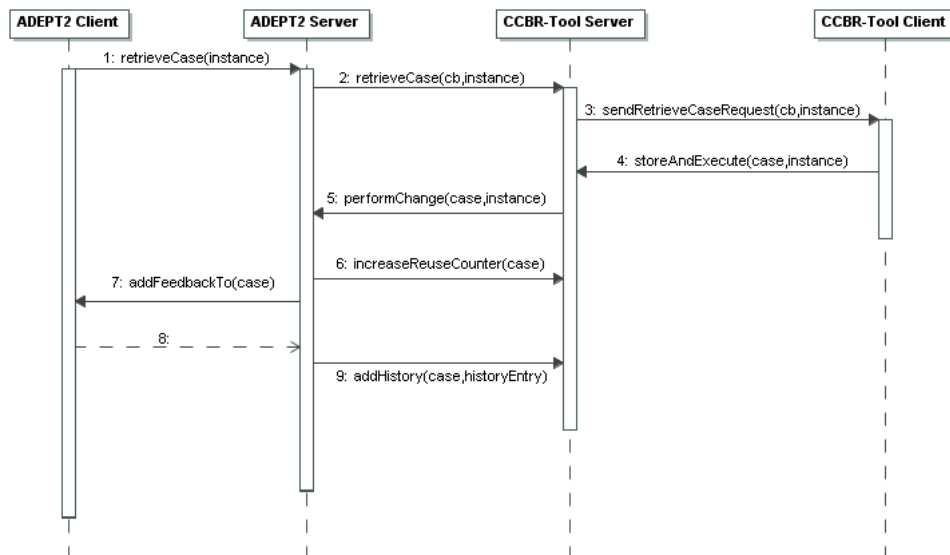 ADEPT2 Client
ADEPT2 Server
CCBR-Tool Server
CCBR-Tool Client
1: retrieveCase(instance)
2: retrieveCase(cb,instance)
3: sendRetrieveCaseRequest(cb,instance)
4: storeAndExecute(case,instance)
5: performChange(case,instance)
6: increaseReuseCounter(case)
7: addFeedbackTo(case)
8:
9: addHistory(case,historyEntry)